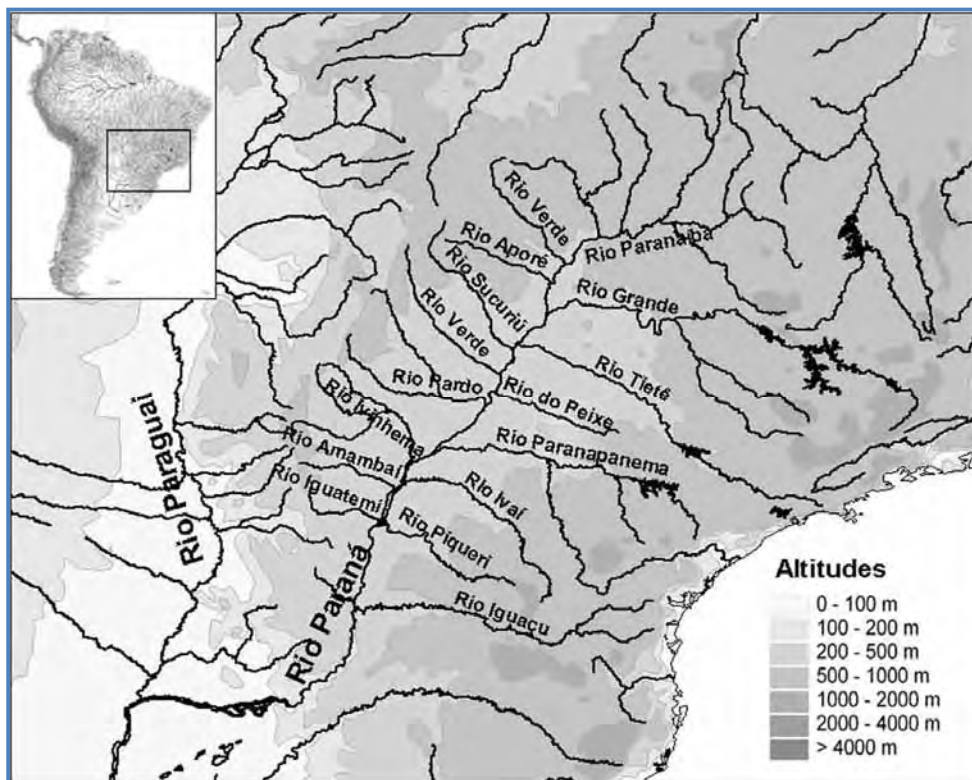 Rio Verde
Rio Aporé
Rio Paranaíba
Rio Sucuriú
Rio Grande
Rio Verde
Rio Tietê
Rio Pardo
Rio do Peixe
Rio Ivinhema
Rio Paranapanema
Rio Amambaí
Rio Ivaí
Rio Iguatemi
Rio Piqueri
Rio Paraguai
Rio Paraná
Rio Iguaçu
Altitudes
0 - 100 m
100 - 200 m
200 - 500 m
500 - 1000 m
1000 - 2000 m
2000 - 4000 m
> 4000 m